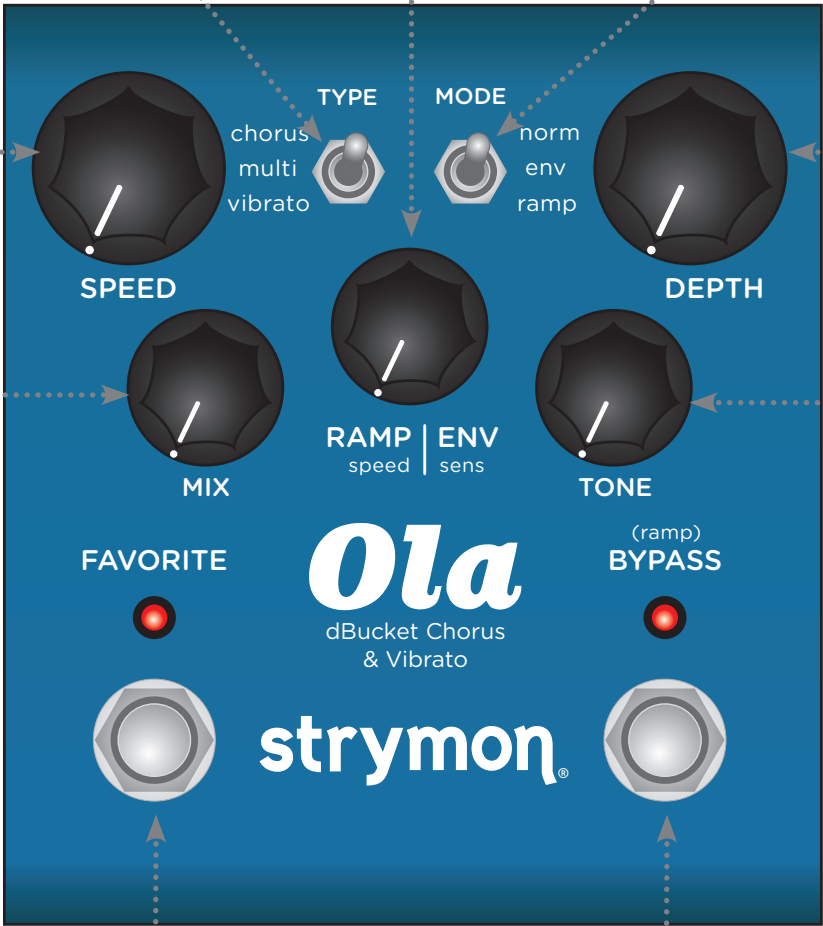 TYPE
MODE
chorus
multi
vibrato
norm
env
ramp
SPEED
DEPTH
RAMP | ENV
speed | sens
MIX
TONE
FAVORITE
(ramp)
BYPASS
Ola
dBucket Chorus
& Vibrato
strymon®